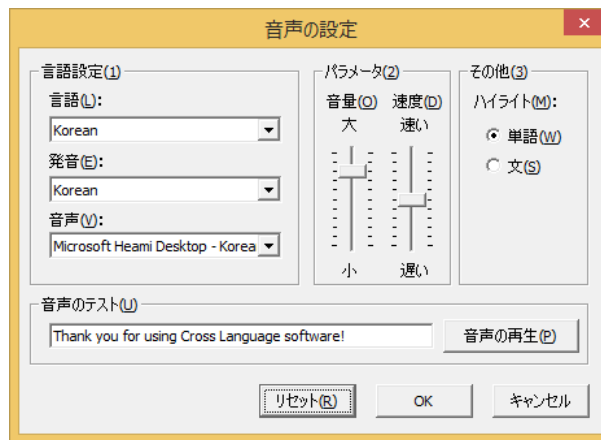 音声の設定
言語設定(1)
言語(L):
Korean
発音(E):
Korean
音声(V):
Microsoft Heami Desktop - Korea
パラメータ(2)
音量(O) 速度(D)
大 速い
小 遅い
その他(3)
ハイライト(M):
単語(W)
文(S)
音声のテスト(U)
Thank you for using Cross Language software!
音声の再生(P)
リセット(R) OK キャンセル